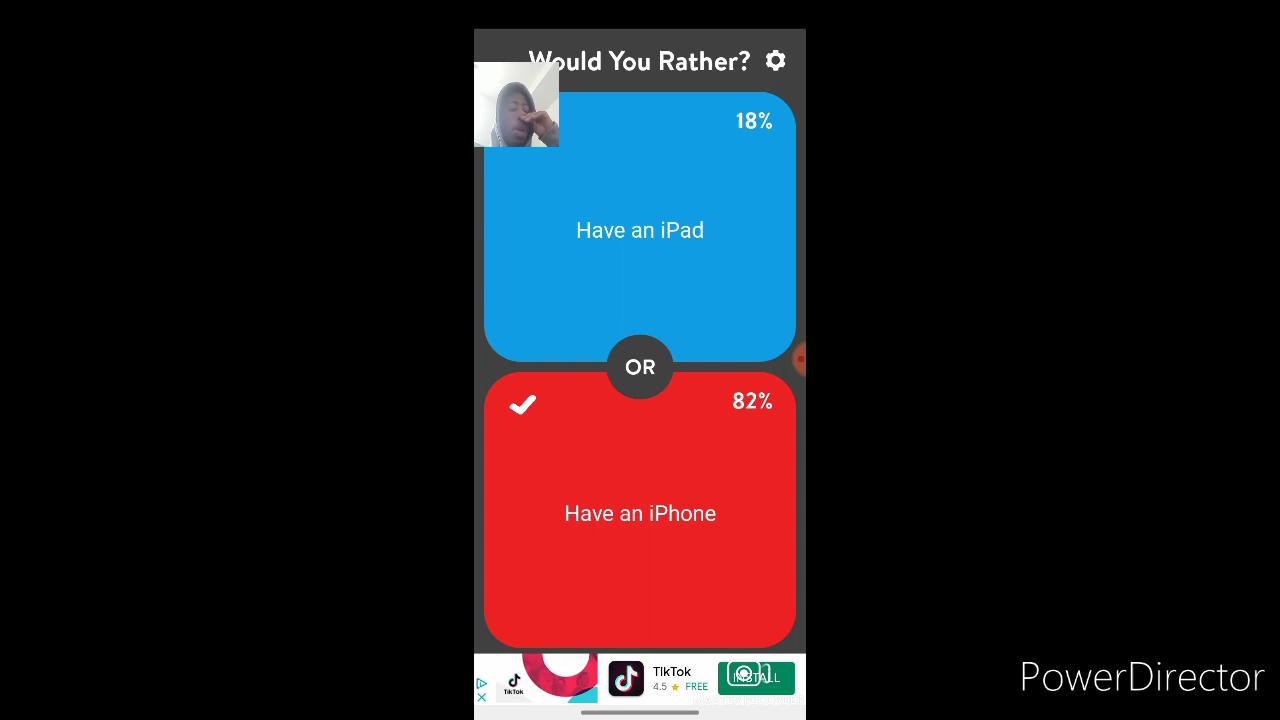 Would You Rather?
18%
Have an iPad
OR
82%
Have an iPhone
TikTok
TikTok
4.5 FREE
INSTALL
PowerDirector